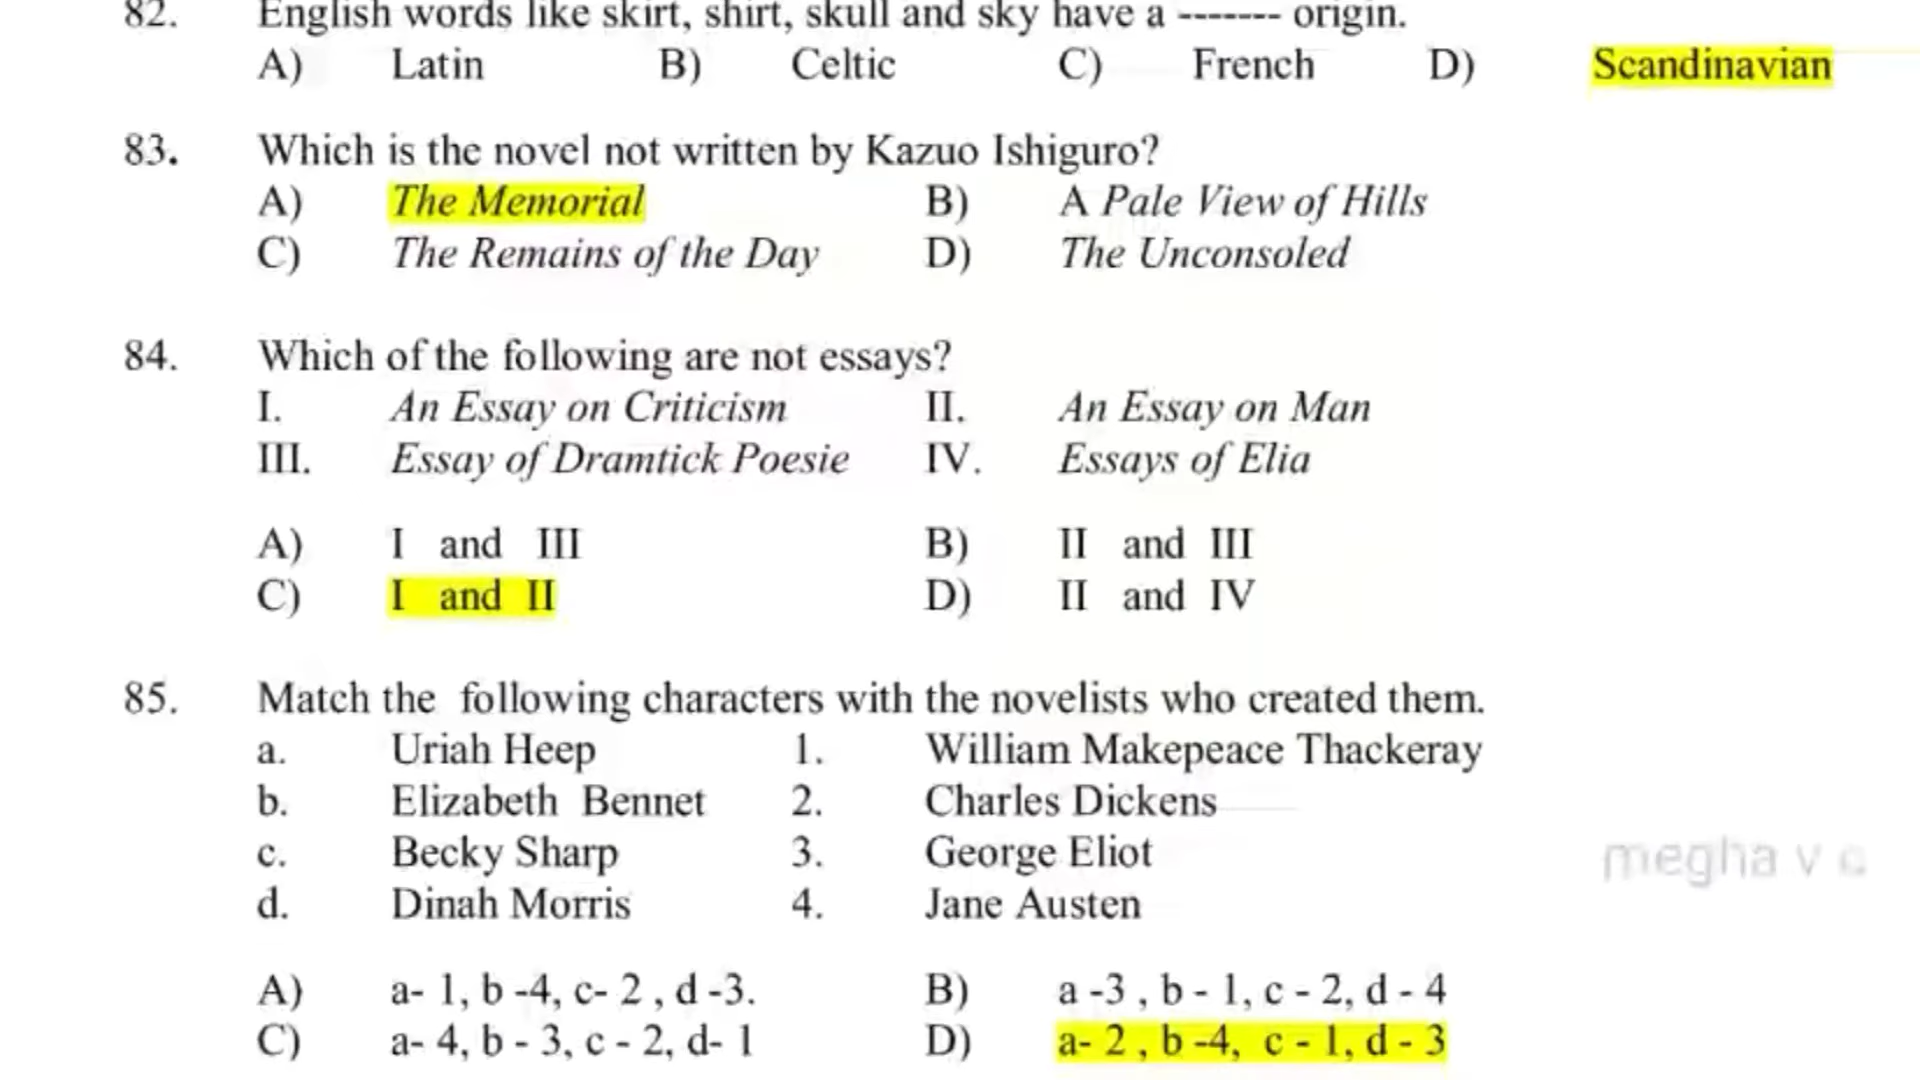 82. English words like skirt, shirt, skull and sky have a ------- origin.
A) Latin B) Celtic C) French D) Scandinavian
83. Which is the novel not written by Kazuo Ishiguro?
A) The Memorial B) A Pale View of Hills
C) The Remains of the Day D) The Unconsoled
84. Which of the following are not essays?
I. An Essay on Criticism II. An Essay on Man
III. Essay of Dramtick Poesie IV. Essays of Elia
A) I and III B) II and III
C) I and II D) II and IV
85. Match the following characters with the novelists who created them.
a. Uriah Heep 1. William Makepeace Thackeray
b. Elizabeth Bennet 2. Charles Dickens
c. Becky Sharp 3. George Eliot
d. Dinah Morris 4. Jane Austen
megha v
A) a- 1, b -4, c- 2 , d -3. B) a -3 , b - 1, c - 2, d - 4
C) a- 4, b - 3, c - 2, d- 1 D) a- 2 , b -4, c - 1, d - 3